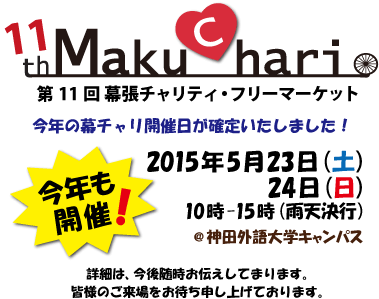 11th MakuChari
第11回 幕張チャリティ・フリーマーケット
今年の幕チャリ開催日が確定いたしました！
今年も
開催！
2015年5月23日（土）
24日（日）
10時-15時（雨天決行）
@神田外語大学キャンパス
詳細は、今後随時お伝えしてまります。
皆様のご来場をお待ち申し上げております。